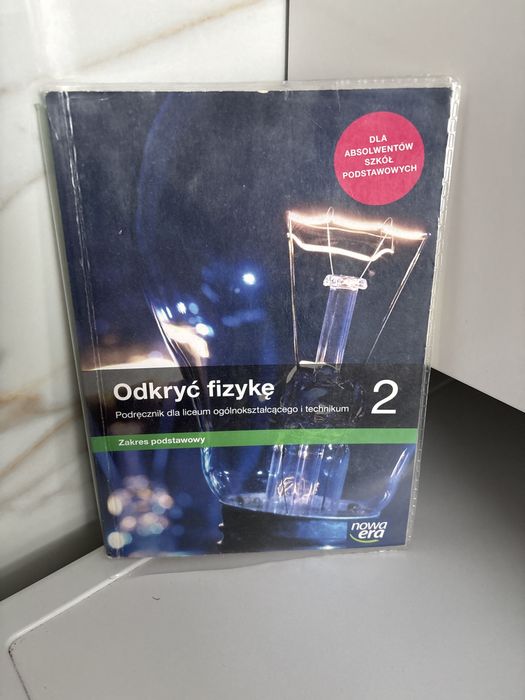 DLA
ABSOLWENTÓW
SZKÓŁ
PODSTAWOWYCH
Odkryć fizykę
2
Podręcznik dla liceum ogólnokształcącego i technikum
Zakres podstawowy
nowa
era